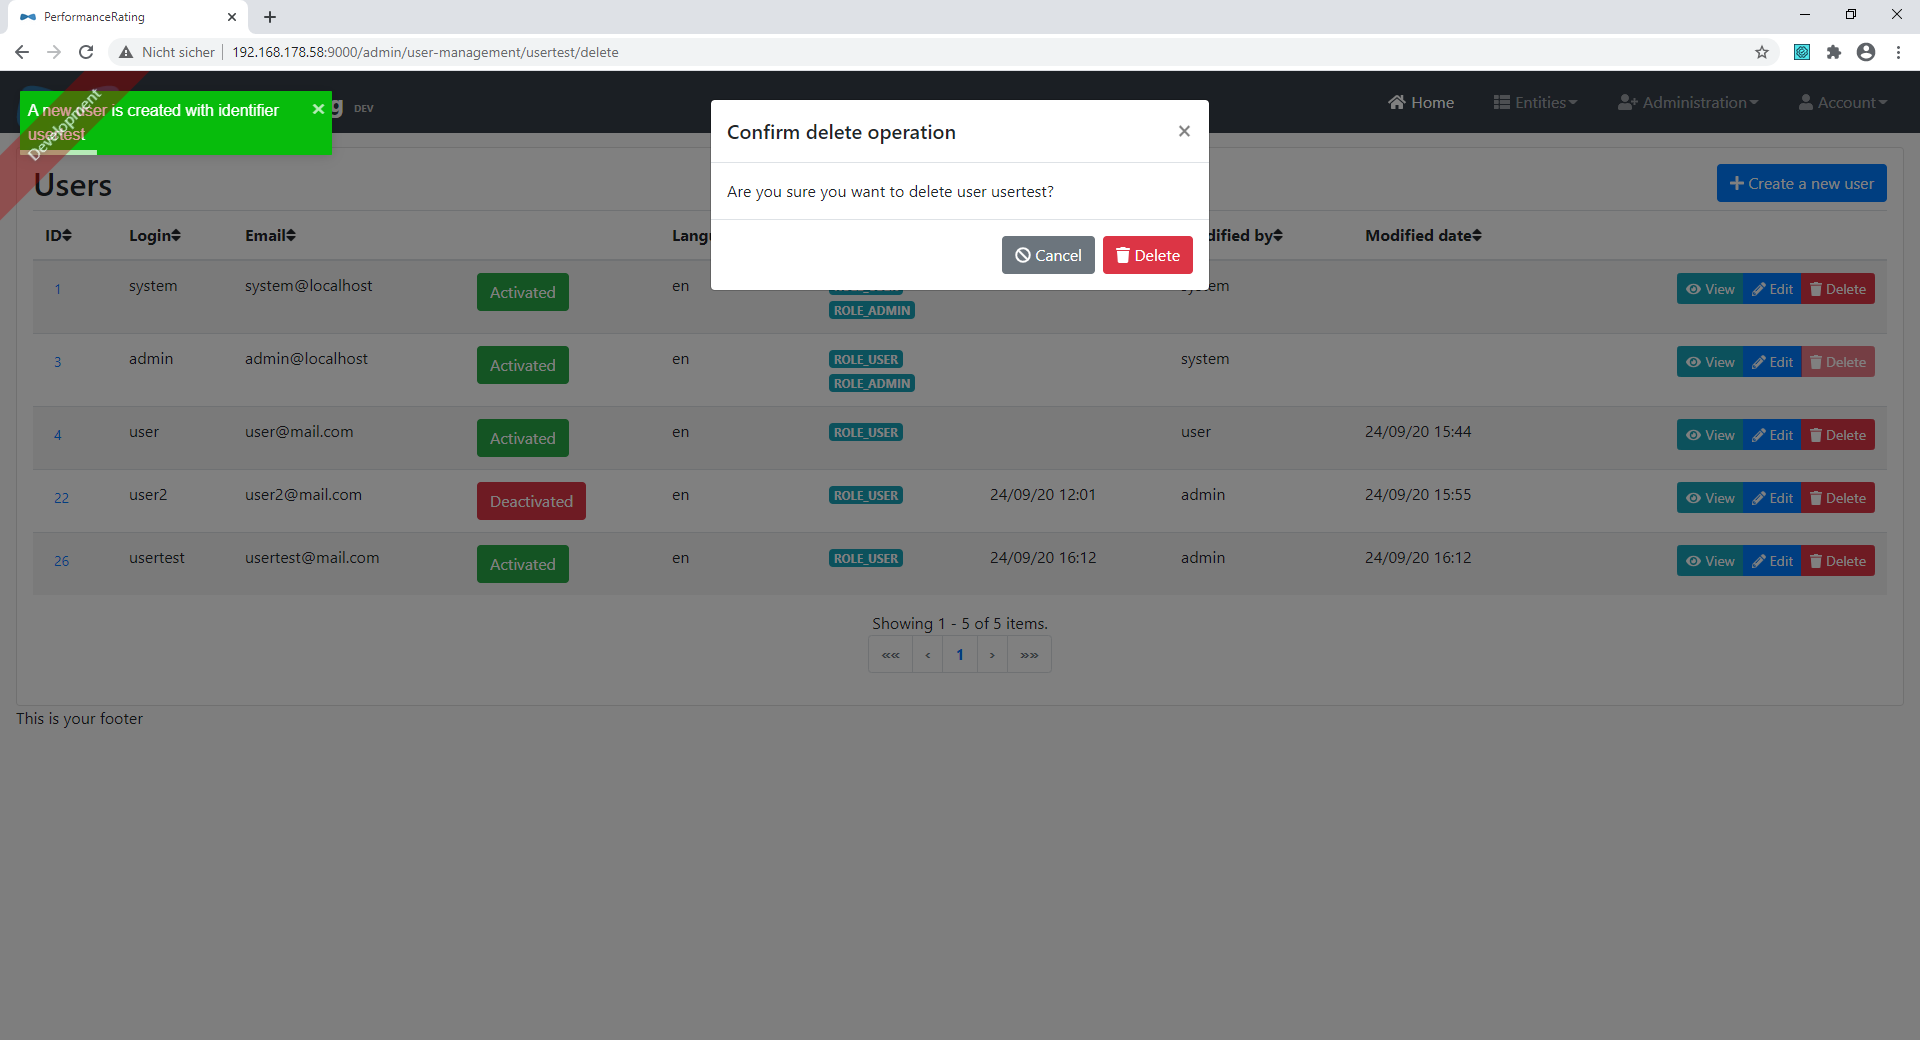 PerformanceRating
Nicht sicher 192.168.178.58:9000/admin/user-management/usertest/delete
Development
A new user is created with identifier
usertest
DEV
Home Entities Administration Account
Confirm delete operation
Are you sure you want to delete user usertest?
Cancel Delete
Users
Create a new user
ID Login Email Modified date
1 system system@localhost Activated en ROLE_ADMIN system View Edit Delete
3 admin admin@localhost Activated en ROLE_USER system View Edit Delete
ROLE_ADMIN
4 user user@mail.com Activated en ROLE_USER user 24/09/20 15:44 View Edit Delete
22 user2 user2@mail.com Deactivated en ROLE_USER 24/09/20 12:01 admin 24/09/20 15:55 View Edit Delete
26 usertest usertest@mail.com Activated en ROLE_USER 24/09/20 16:12 admin 24/09/20 16:12 View Edit Delete
Showing 1 - 5 of 5 items.
«« ‹ 1 › »»
This is your footer